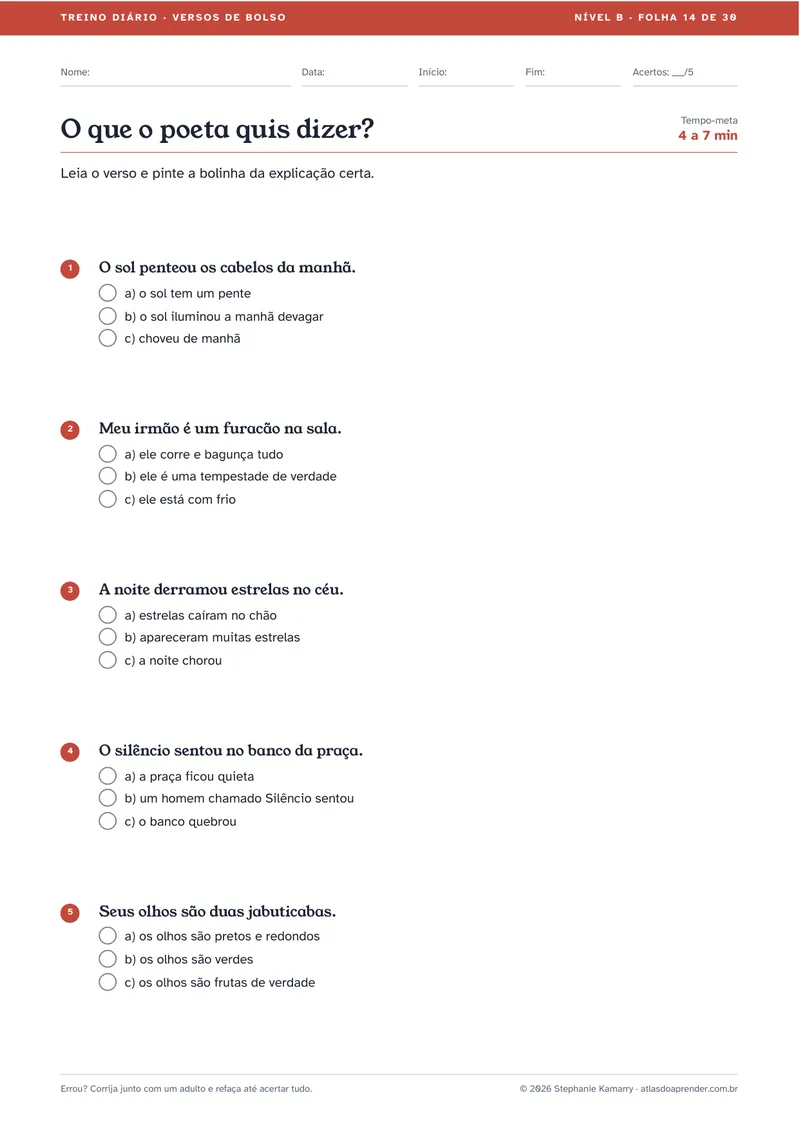 TREINO DIÁRIO · VERSOS DE BOLSO
NÍVEL B · FOLHA 14 DE 30
Nome:
Data:
Início:
Fim:
Acertos: __/5
O que o poeta quis dizer?
Tempo-meta
4 a 7 min
Leia o verso e pinte a bolinha da explicação certa.
1
O sol penteou os cabelos da manhã.
a) o sol tem um pente
b) o sol iluminou a manhã devagar
c) choveu de manhã
2
Meu irmão é um furacão na sala.
a) ele corre e bagunça tudo
b) ele é uma tempestade de verdade
c) ele está com frio
3
A noite derramou estrelas no céu.
a) estrelas caíram no chão
b) apareceram muitas estrelas
c) a noite chorou
4
O silêncio sentou no banco da praça.
a) a praça ficou quieta
b) um homem chamado Silêncio sentou
c) o banco quebrou
5
Seus olhos são duas jabuticabas.
a) os olhos são pretos e redondos
b) os olhos são verdes
c) os olhos são frutas de verdade
Errou? Corrija junto com um adulto e refaça até acertar tudo.
© 2026 Stephanie Kamarry · atlasdoaprender.com.br